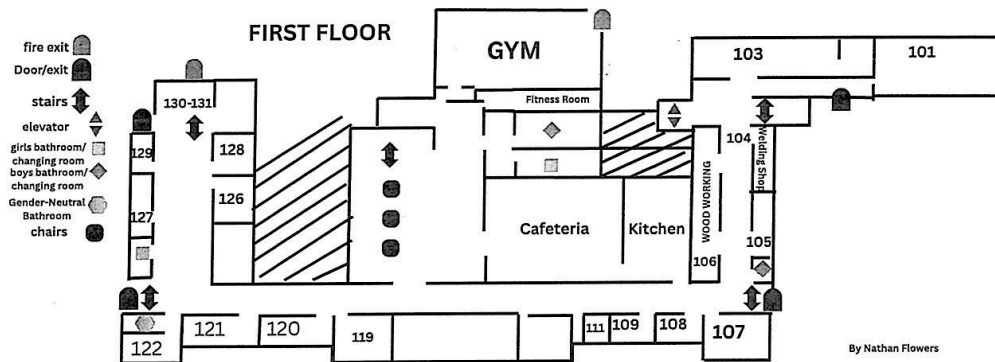 FIRST FLOOR
GYM
103
101
fire exit
Door/exit
stairs
elevator
girls bathroom/
changing room
boys bathroom/
changing room
Gender-Neutral
Bathroom
chairs
130-131
Fitness Room
129
128
104
Welding Shop
127
126
WOOD WORKING
Cafeteria
Kitchen
105
106
121
120
119
111
109
108
107
122
By Nathan Flowers